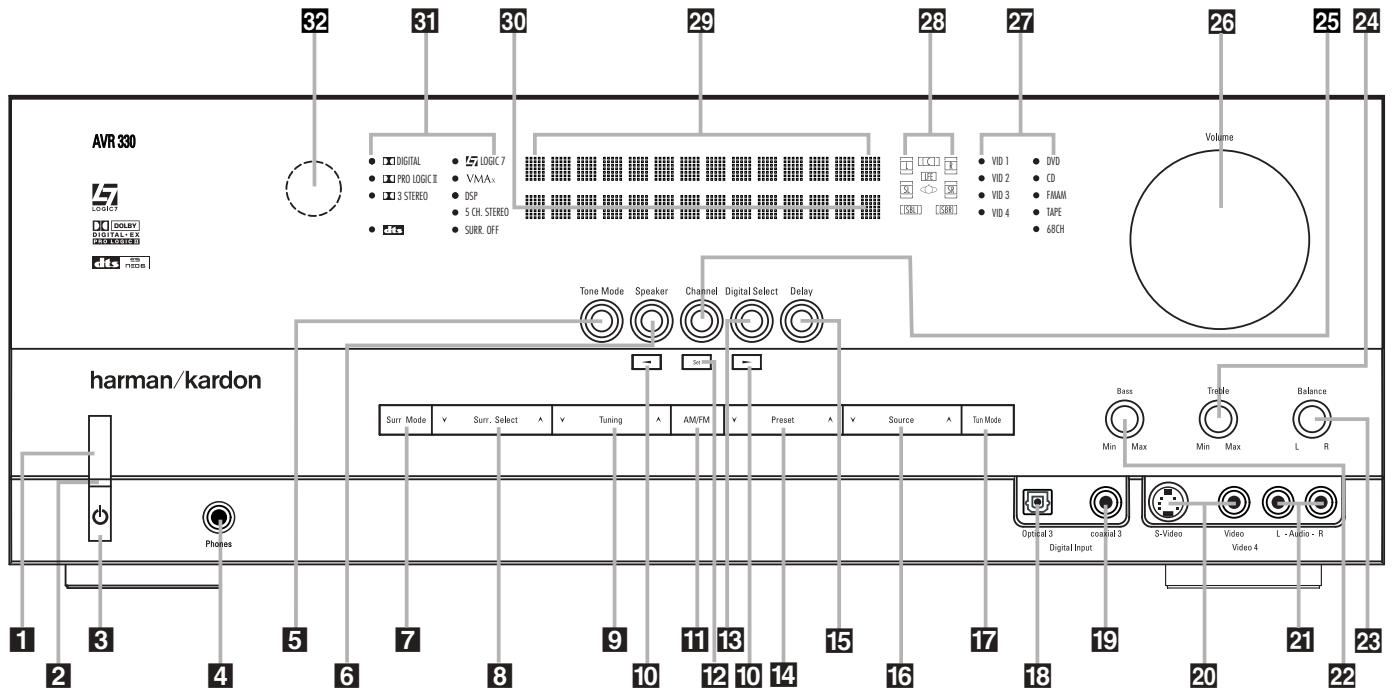 32 31 30 29 28 27 26 25 24
AVR 330
LOGIC7
DOLBY
DIGITAL·EX
PRO LOGIC II
dts ES NEO:6
DIGITAL
PRO LOGIC II
3 STEREO
dts
LOGIC 7
VMAx
DSP
5 CH. STEREO
SURR. OFF
L C R
LFE
SL SR
SBL SBR
VID 1
VID 2
VID 3
VID 4
DVD
CD
FMAM
TAPE
68CH
Volume
Tone Mode Speaker Channel Digital Select Delay
Set
harman/kardon
Surr Mode Surr. Select Tuning AM/FM Preset Source Tun Mode
Bass Treble Balance
Min Max Min Max L R
Phones
Optical 3 coaxial 3
Digital Input
S-Video Video L - Audio - R
Video 4
1 3 5 7 9 11 13 15 17 19 21 23
2 4 6 8 10 12 10 14 16 18 20 22